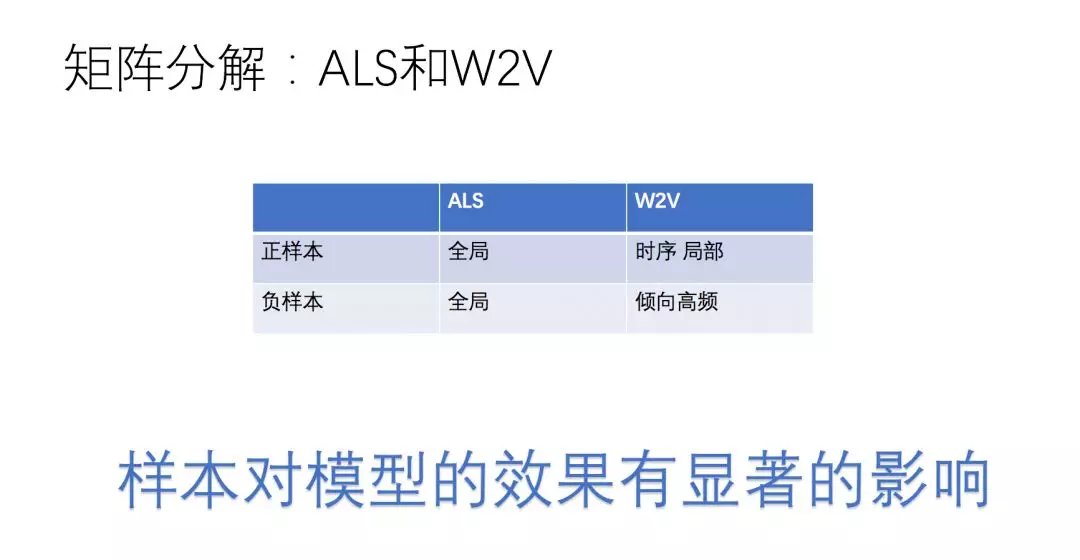 矩阵分解：ALS和W2V
ALS W2V
正样本 全局 时序 局部
负样本 全局 倾向高频
样本对模型的效果有显著的影响